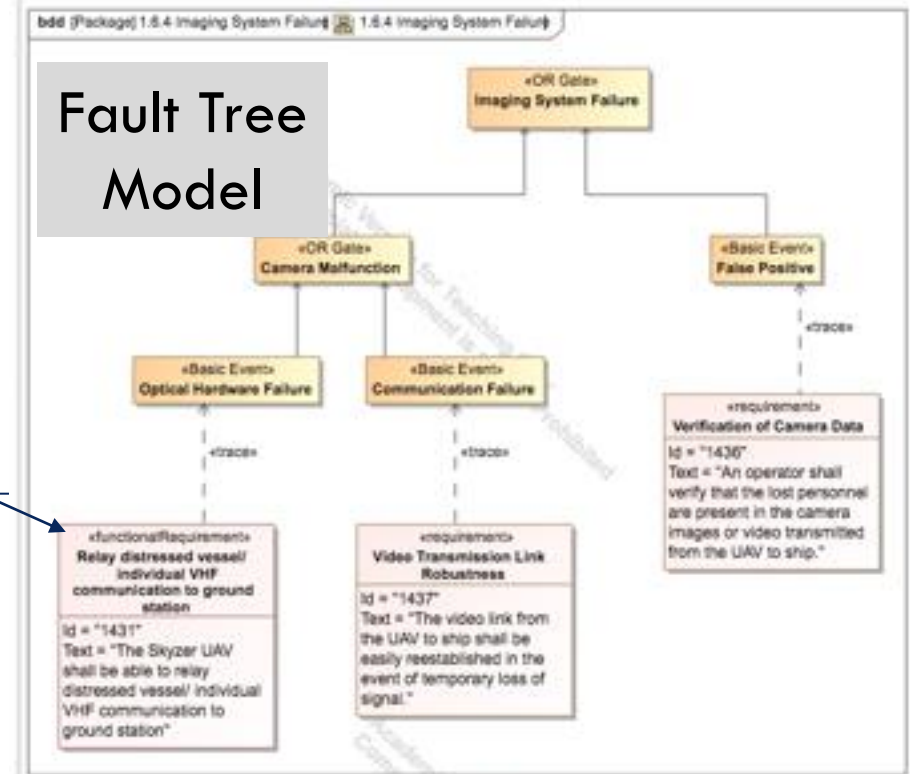 bdd [Package] 1.6.4 Imaging System Failure 1.6.4 Imaging System Failure
Fault Tree
Model
«OR Gate»
Imaging System Failure
«OR Gate»
Camera Malfunction
«Basic Event»
False Positive
«trace»
«Basic Event»
Optical Hardware Failure
«Basic Event»
Communication Failure
«trace»
«trace»
«requirement»
Verification of Camera Data
Id = "1436"
Text = "An operator shall
verify that the lost personnel
are present in the camera
images or video transmitted
from the UAV to ship."
«functionalRequirement»
Relay distressed vessel/
individual VHF
communication to ground
station
Id = "1431"
Text = "The Skyzer UAV
shall be able to relay
distressed vessel/ individual
VHF communication to
ground station"
«requirement»
Video Transmission Link
Robustness
Id = "1437"
Text = "The video link from
the UAV to ship shall be
easily reestablished in the
event of temporary loss of
signal."
for Teaching
Prohibited